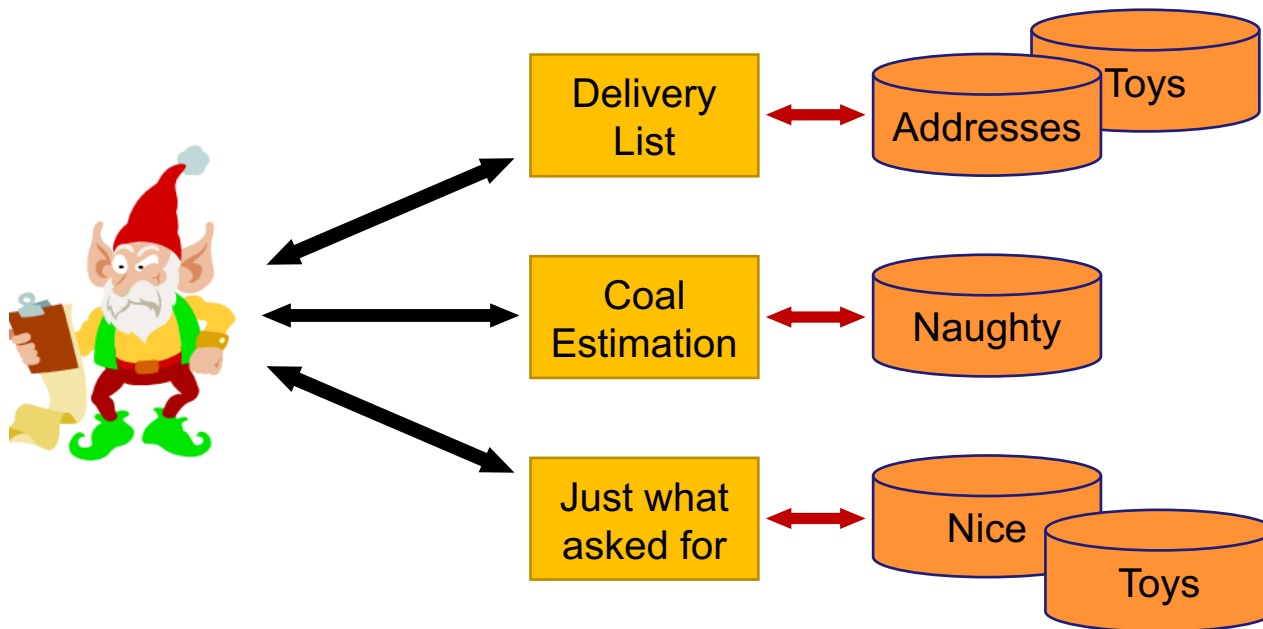 Delivery
List
Toys
Addresses
Coal
Estimation
Naughty
Just what
asked for
Nice
Toys